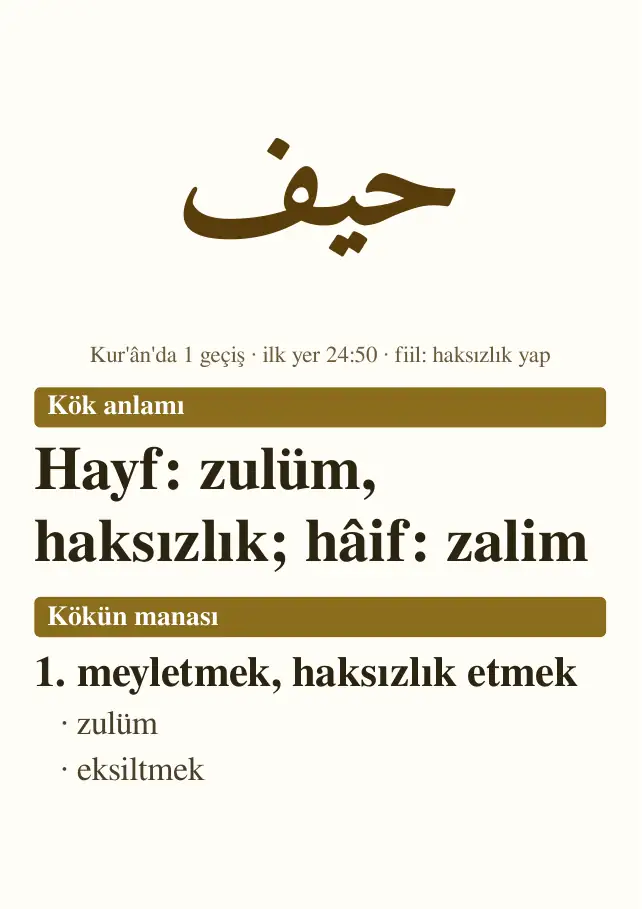 حيف
Kur'ân'da 1 geçiş · ilk yer 24:50 · fiil: haksızlık yap
Kök anlamı
Hayf: zulüm,
haksızlık; hâif: zalim
Kökün manası
1. meyletmek, haksızlık etmek
· zulüm
· eksiltmek